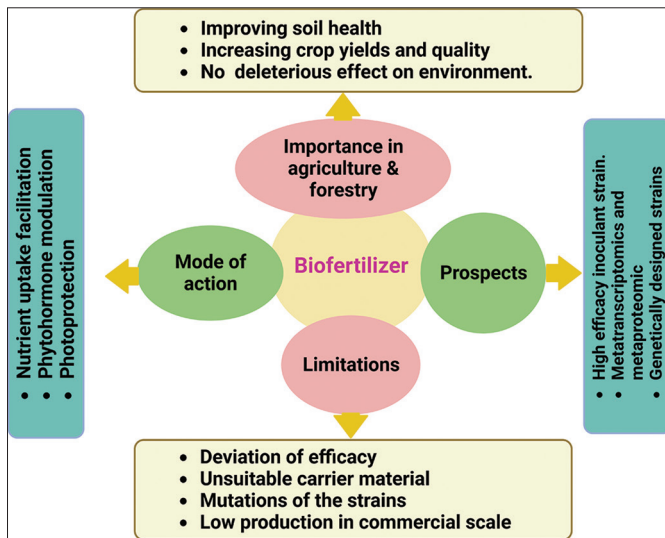 • Improving soil health
• Increasing crop yields and quality
• No deleterious effect on environment.
Importance in
agriculture &
forestry
• Nutrient uptake facilitation
• Phytohormone modulation
• Photoprotection
Mode of
action
Biofertilizer
Prospects
• High efficacy inoculant strain.
• Metatranscriptomics and
metaproteomic
• Genetically designed strains
Limitations
• Deviation of efficacy
• Unsuitable carrier material
• Mutations of the strains
• Low production in commercial scale